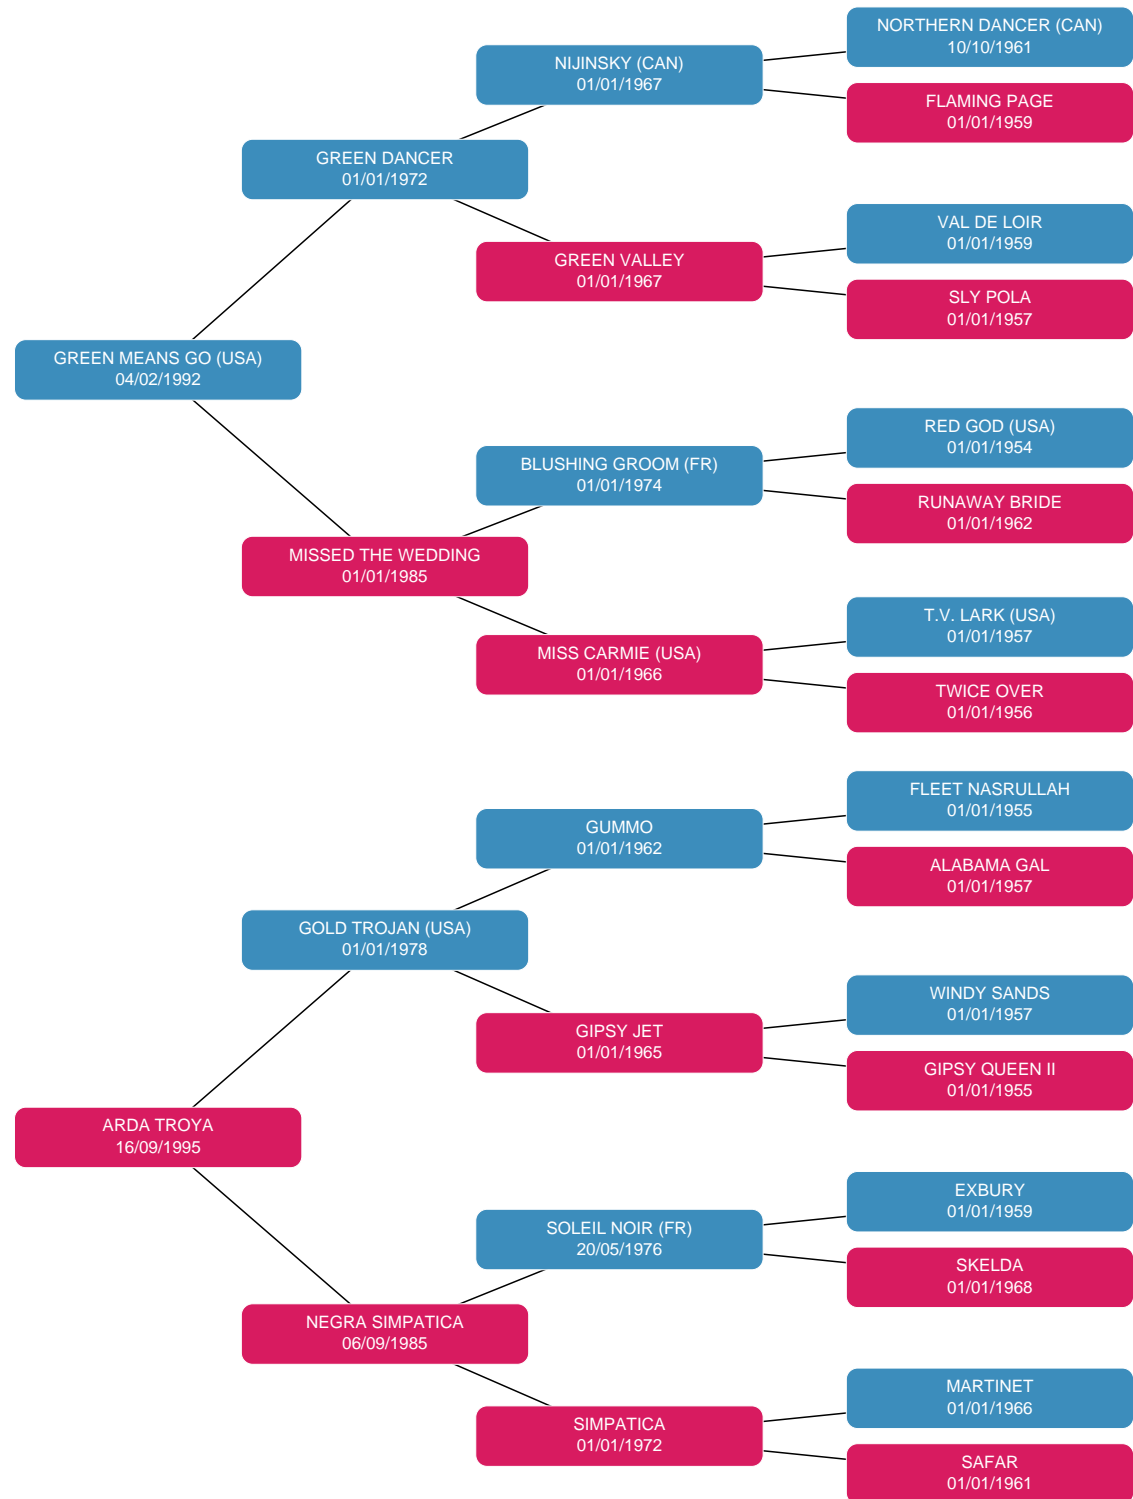 NORTHERN DANCER (CAN)
10/10/1961
NIJINSKY (CAN)
01/01/1967
FLAMING PAGE
01/01/1959
GREEN DANCER
01/01/1972
VAL DE LOIR
01/01/1959
GREEN VALLEY
01/01/1967
SLY POLA
01/01/1957
GREEN MEANS GO (USA)
04/02/1992
RED GOD (USA)
01/01/1954
BLUSHING GROOM (FR)
01/01/1974
RUNAWAY BRIDE
01/01/1962
MISSED THE WEDDING
01/01/1985
T.V. LARK (USA)
01/01/1957
MISS CARMIE (USA)
01/01/1966
TWICE OVER
01/01/1956
FLEET NASRULLAH
01/01/1955
GUMMO
01/01/1962
ALABAMA GAL
01/01/1957
GOLD TROJAN (USA)
01/01/1978
WINDY SANDS
01/01/1957
GIPSY JET
01/01/1965
GIPSY QUEEN II
01/01/1955
ARDA TROYA
16/09/1995
EXBURY
01/01/1959
SOLEIL NOIR (FR)
20/05/1976
SKELDA
01/01/1968
NEGRA SIMPATICA
06/09/1985
MARTINET
01/01/1966
SIMPATICA
01/01/1972
SAFAR
01/01/1961